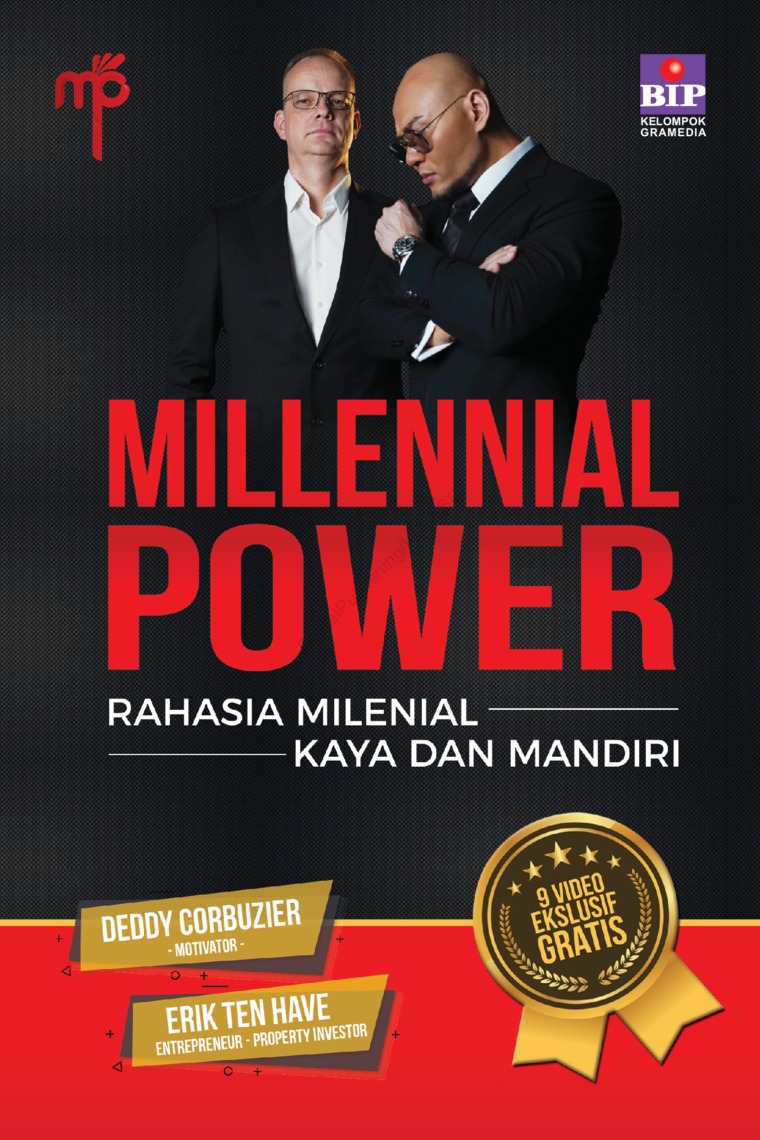 mp
BIP
KELOMPOK
GRAMEDIA
MILLENNIAL
POWER
RAHASIA MILENIAL
KAYA DAN MANDIRI
DEDDY CORBUZIER
- MOTIVATOR -
ERIK TEN HAVE
ENTREPRENEUR - PROPERTY INVESTOR
9 VIDEO
EKSLUSIF
GRATIS